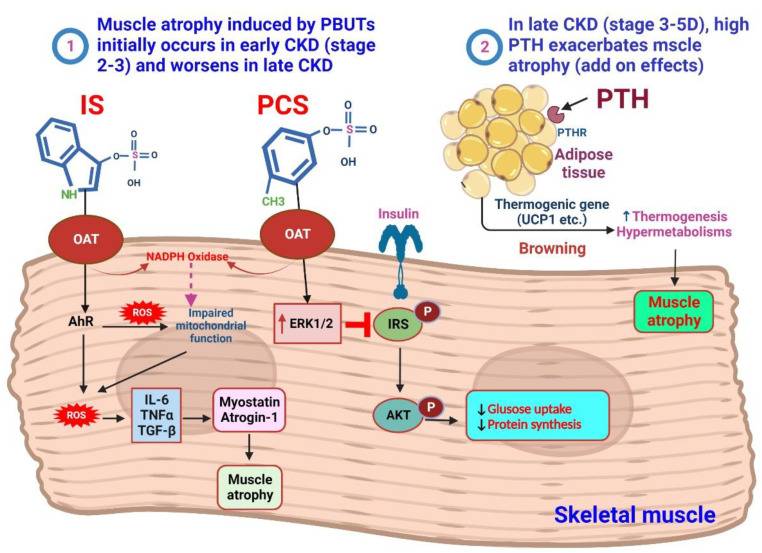 1
Muscle atrophy induced by PBUTs
initially occurs in early CKD (stage
2-3) and worsens in late CKD
2
In late CKD (stage 3-5D), high
PTH exacerbates mscle
atrophy (add on effects)
IS
O
S
O
O
OH
NH
PCS
O
O
S
O
OH
CH3
PTH
PTHR
Adipose
tissue
Thermogenic gene
(UCP1 etc.)
Browning
↑Thermogenesis
Hypermetabolisms
Muscle
atrophy
OAT
NADPH Oxidase
OAT
Insulin
AhR
ROS
Impaired
mitochondrial
function
↑ ERK1/2
IRS
P
ROS
IL-6
TNFα
TGF-β
Myostatin
Atrogin-1
AKT
P
↓Glucose uptake
↓Protein synthesis
Muscle
atrophy
Skeletal muscle